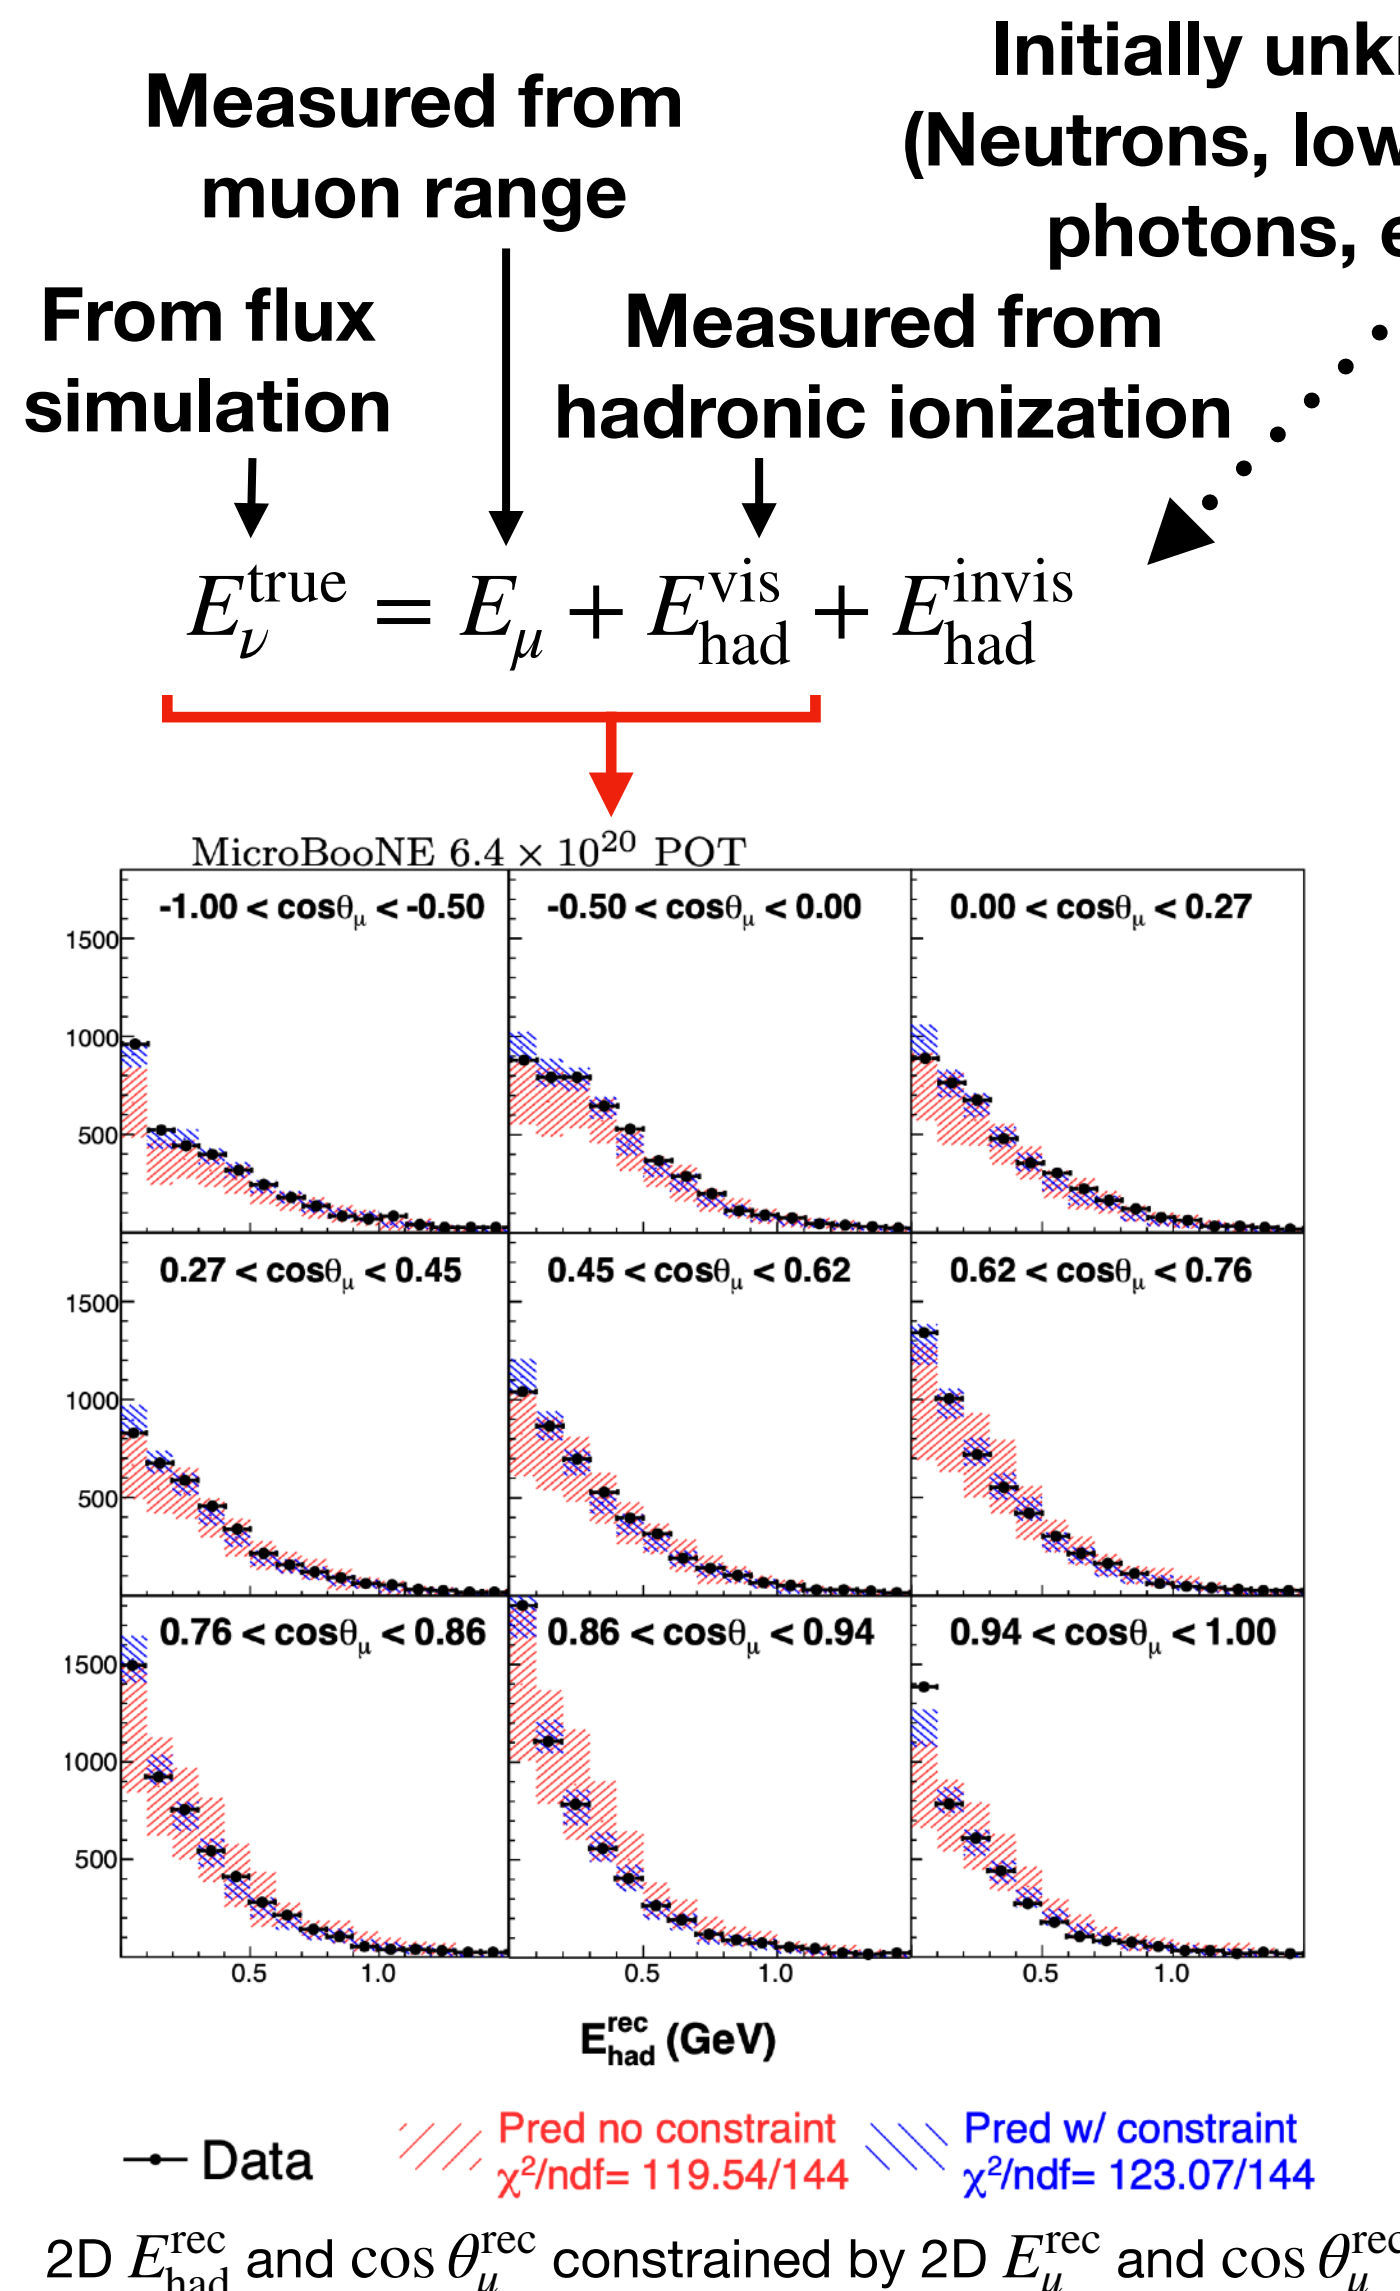 Initially
(Neutrons,
photons,
Measured from
muon range
From flux
simulation
Measured from
hadronic ionization
E_ν^true = E_μ + E_had^vis + E_had^invis
MicroBooNE 6.4 × 10^20 POT
-1.00 < cosθ_μ < -0.50
-0.50 < cosθ_μ < 0.00
0.00 < cosθ_μ < 0.27
1500
1000
500
0.27 < cosθ_μ < 0.45
0.45 < cosθ_μ < 0.62
0.62 < cosθ_μ < 0.76
1500
1000
500
0.76 < cosθ_μ < 0.86
0.86 < cosθ_μ < 0.94
0.94 < cosθ_μ < 1.00
1500
1000
500
0.5 1.0 0.5 1.0 0.5 1.0
E_had^rec (GeV)
Data
Pred no constraint
χ²/ndf= 119.54/144
Pred w/ constraint
χ²/ndf= 123.07/144
2D E_had^rec and cos θ_μ^rec constrained by 2D E_μ^rec and cos θ_μ^rec